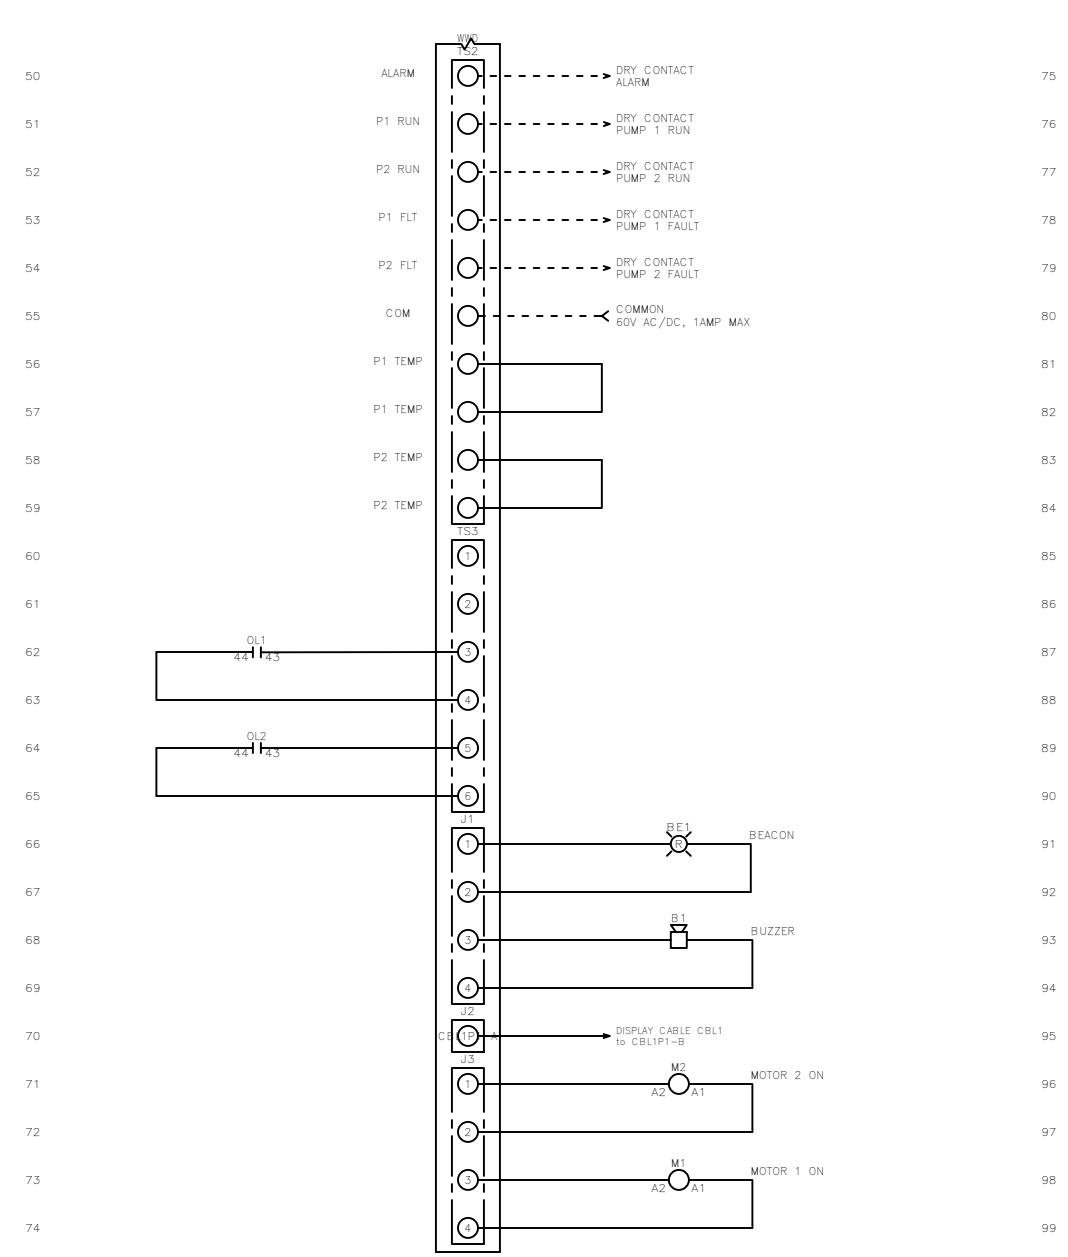 WWD
TS2
50 ALARM DRY CONTACT 75
ALARM
51 P1 RUN DRY CONTACT 76
PUMP 1 RUN
52 P2 RUN DRY CONTACT 77
PUMP 2 RUN
53 P1 FLT DRY CONTACT 78
PUMP 1 FAULT
54 P2 FLT DRY CONTACT 79
PUMP 2 FAULT
55 COM COMMON 80
60V AC/DC, 1AMP MAX
56 P1 TEMP 81
57 P1 TEMP 82
58 P2 TEMP 83
59 P2 TEMP 84
TS3
60 1 85
61 2 86
OL1
62 44 43 3 87
63 4 88
OL2
64 44 43 5 89
65 6 90
J1
BE1 BEACON
66 1 R 91
67 2 92
B1 BUZZER
68 3 93
69 4 94
J2
70 CBL1P1-A DISPLAY CABLE CBL1 95
to CBL1P1-B
J3
M2 MOTOR 2 ON
71 1 A2 A1 96
72 2 97
M1 MOTOR 1 ON
73 3 A2 A1 98
74 4 99